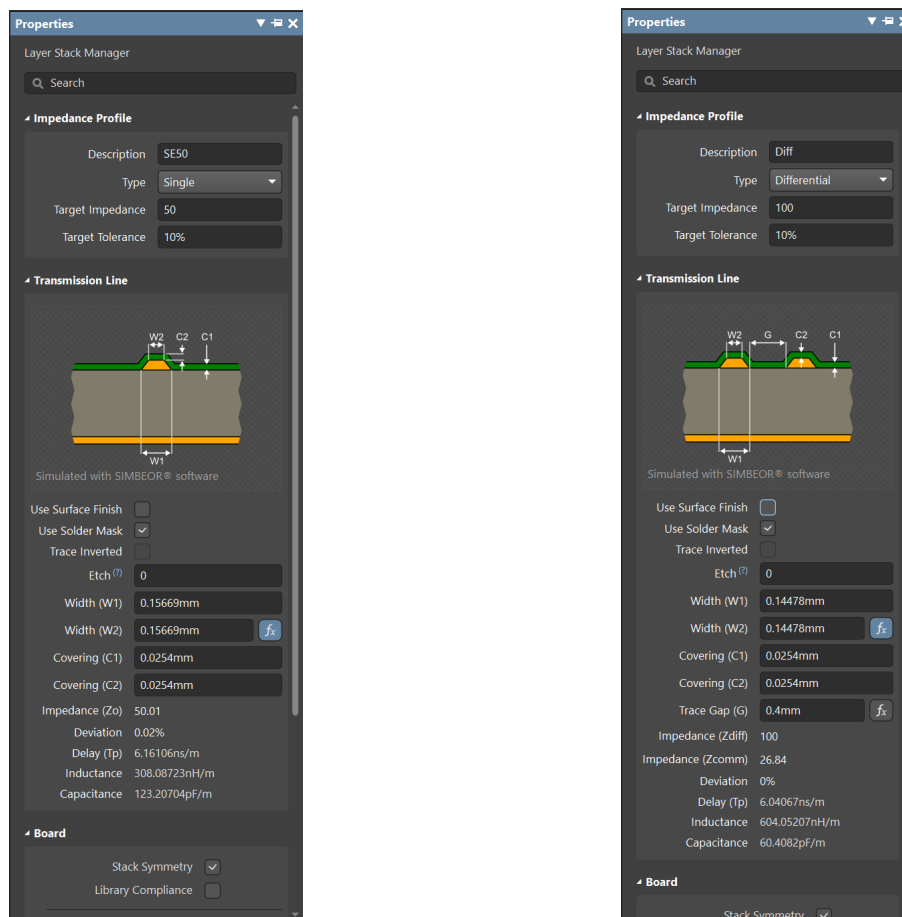 Properties
Layer Stack Manager
Search
Impedance Profile
Description SE50
Type Single
Target Impedance 50
Target Tolerance 10%
Transmission Line
W2 C2 C1
W1
Simulated with SIMBEOR® software
Use Surface Finish
Use Solder Mask
Trace Inverted
Etch (?) 0
Width (W1) 0.15669mm
Width (W2) 0.15669mm fx
Covering (C1) 0.0254mm
Covering (C2) 0.0254mm
Impedance (Zo) 50.01
Deviation 0.02%
Delay (Tp) 6.16106ns/m
Inductance 308.08723nH/m
Capacitance 123.20704pF/m
Board
Stack Symmetry
Library Compliance
Properties
Layer Stack Manager
Search
Impedance Profile
Description Diff
Type Differential
Target Impedance 100
Target Tolerance 10%
Transmission Line
W2 G C2 C1
W1
Simulated with SIMBEOR® software
Use Surface Finish
Use Solder Mask
Trace Inverted
Etch (?) 0
Width (W1) 0.14478mm
Width (W2) 0.14478mm fx
Covering (C1) 0.0254mm
Covering (C2) 0.0254mm
Trace Gap (G) 0.4mm fx
Impedance (Zdiff) 100
Impedance (Zcomm) 26.84
Deviation 0%
Delay (Tp) 6.04067ns/m
Inductance 604.05207nH/m
Capacitance 60.4082pF/m
Board
Stack Symmetry